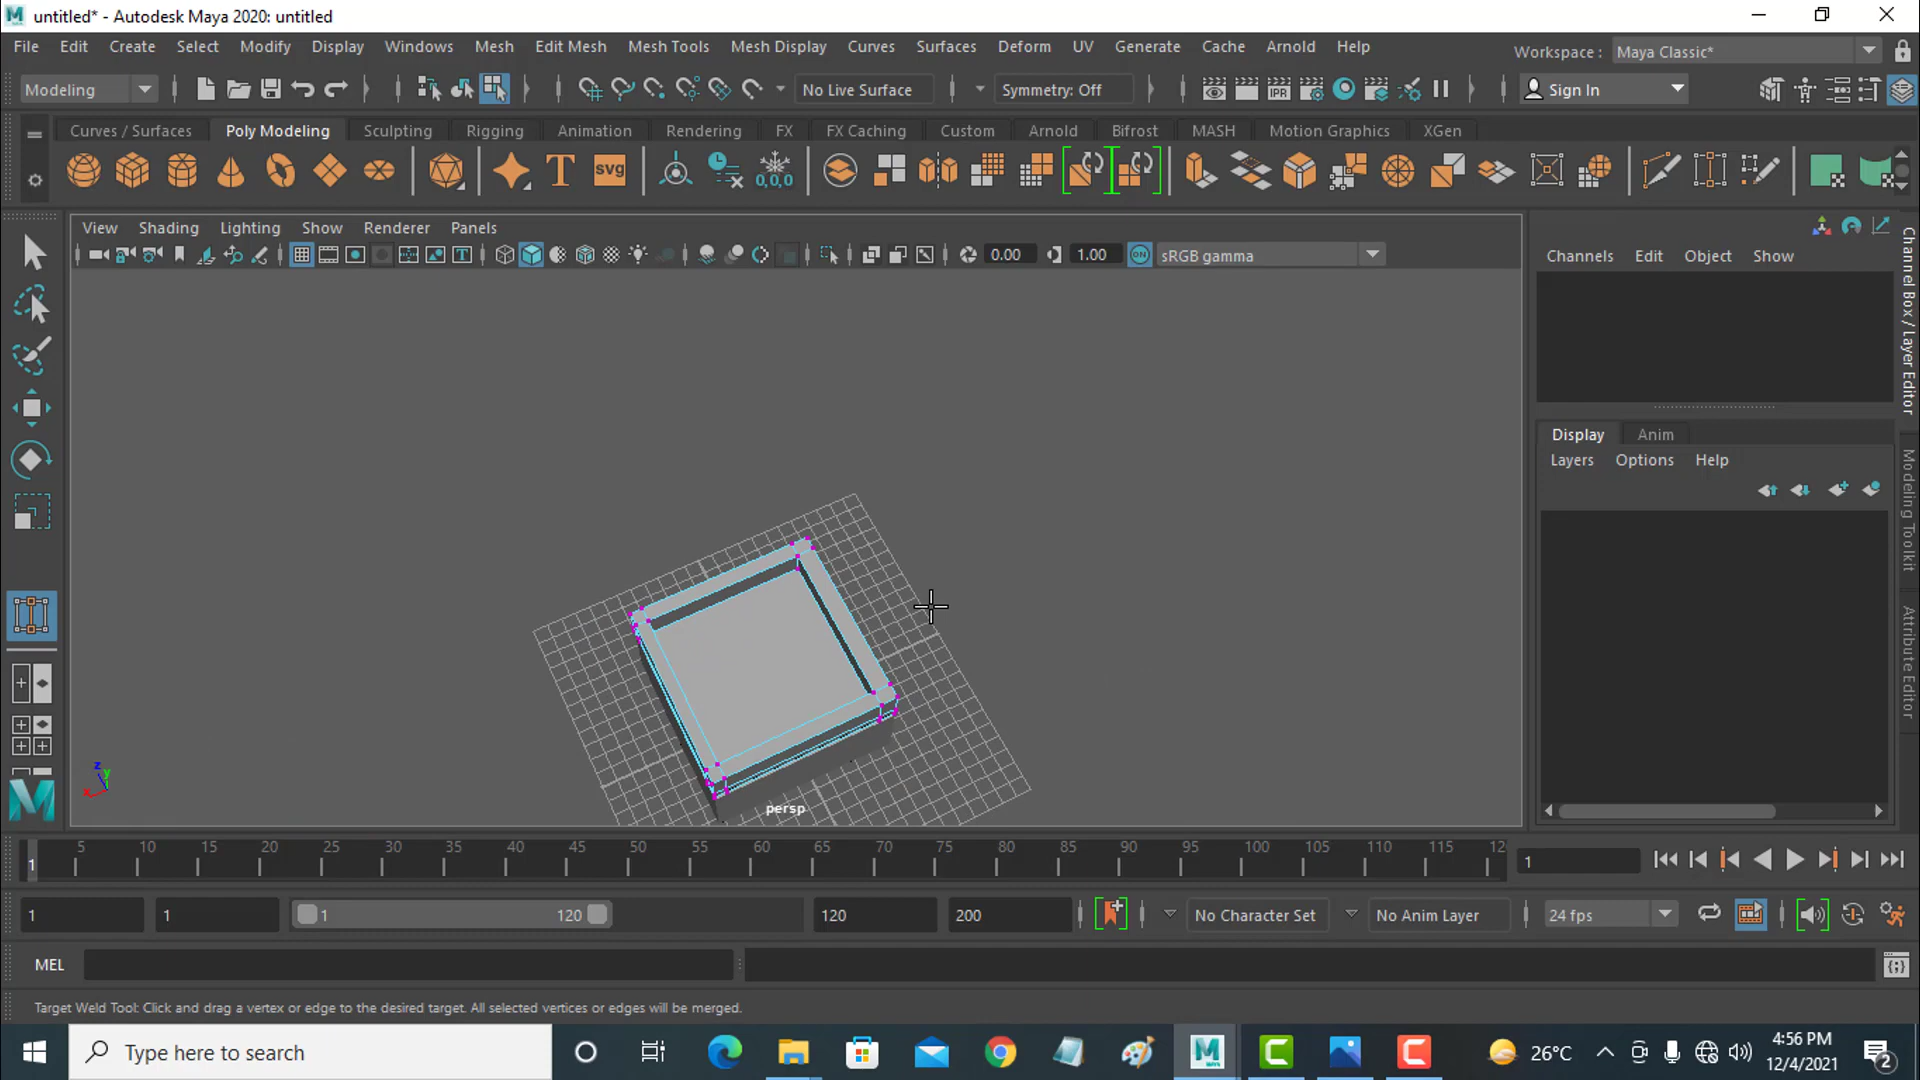 untitled* - Autodesk Maya 2020: untitled
File Edit Create Select Modify Display Windows Mesh Edit Mesh Mesh Tools Mesh Display Curves Surfaces Deform UV Generate Cache Arnold Help Workspace : Maya Classic*
Modeling No Live Surface Symmetry: Off IPR Sign In
Curves / Surfaces Poly Modeling Sculpting Rigging Animation Rendering FX FX Caching Custom Arnold Bifrost MASH Motion Graphics XGen
T SVG 0,0,0
View Shading Lighting Show Renderer Panels
0.00 1.00 ON sRGB gamma
Channels Edit Object Show
Channel Box / Layer Editor
Modeling Toolkit
Attribute Editor
Display Anim
Layers Options Help
z y x
persp
1 5 10 15 20 25 30 35 40 45 50 55 60 65 70 75 80 85 90 95 100 105 110 115 12 1
1 1 1 120 120 200 No Character Set No Anim Layer 24 fps
MEL
Target Weld Tool: Click and drag a vertex or edge to the desired target. All selected vertices or edges will be merged.
Type here to search 26°C 4:56 PM
12/4/2021 2